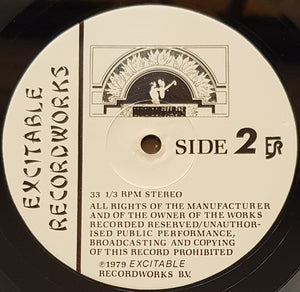 EXCITABLE
RECORDWORKS
SIDE 2
33 1/3 RPM STEREO
ALL RIGHTS OF THE MANUFACTURER
AND OF THE OWNER OF THE WORKS
RECORDED RESERVED/UNAUTHOR-
ISED PUBLIC PERFORMANCE,
BROADCASTING AND COPYING
OF THIS RECORD PROHIBITED
℗1979 EXCITABLE
RECORDWORKS B.V.